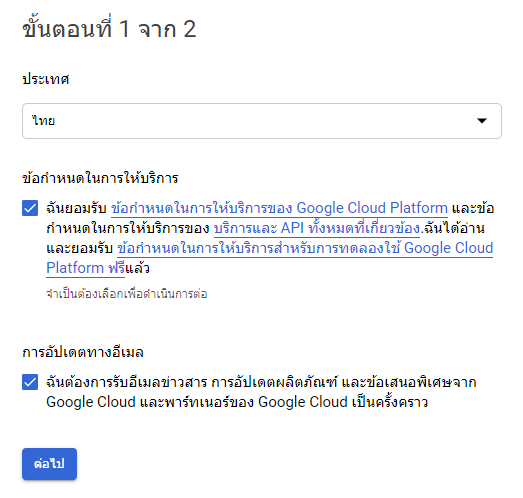 ขั้นตอนที่ 1 จาก 2
ประเทศ
ไทย
ข้อกำหนดในการให้บริการ
ฉันยอมรับ ข้อกำหนดในการให้บริการของ Google Cloud Platform และข้อ
กำหนดในการให้บริการของ บริการและ API ทั้งหมดที่เกี่ยวข้อง.ฉันได้อ่าน
และยอมรับ ข้อกำหนดในการให้บริการสำหรับการทดลองใช้ Google Cloud
Platform ฟรีแล้ว
จำเป็นต้องเลือกเพื่อดำเนินการต่อ
การอัปเดตทางอีเมล
ฉันต้องการรับอีเมลข่าวสาร การอัปเดตผลิตภัณฑ์ และข้อเสนอพิเศษจาก
Google Cloud และพาร์ทเนอร์ของ Google Cloud เป็นครั้งคราว
ต่อไป